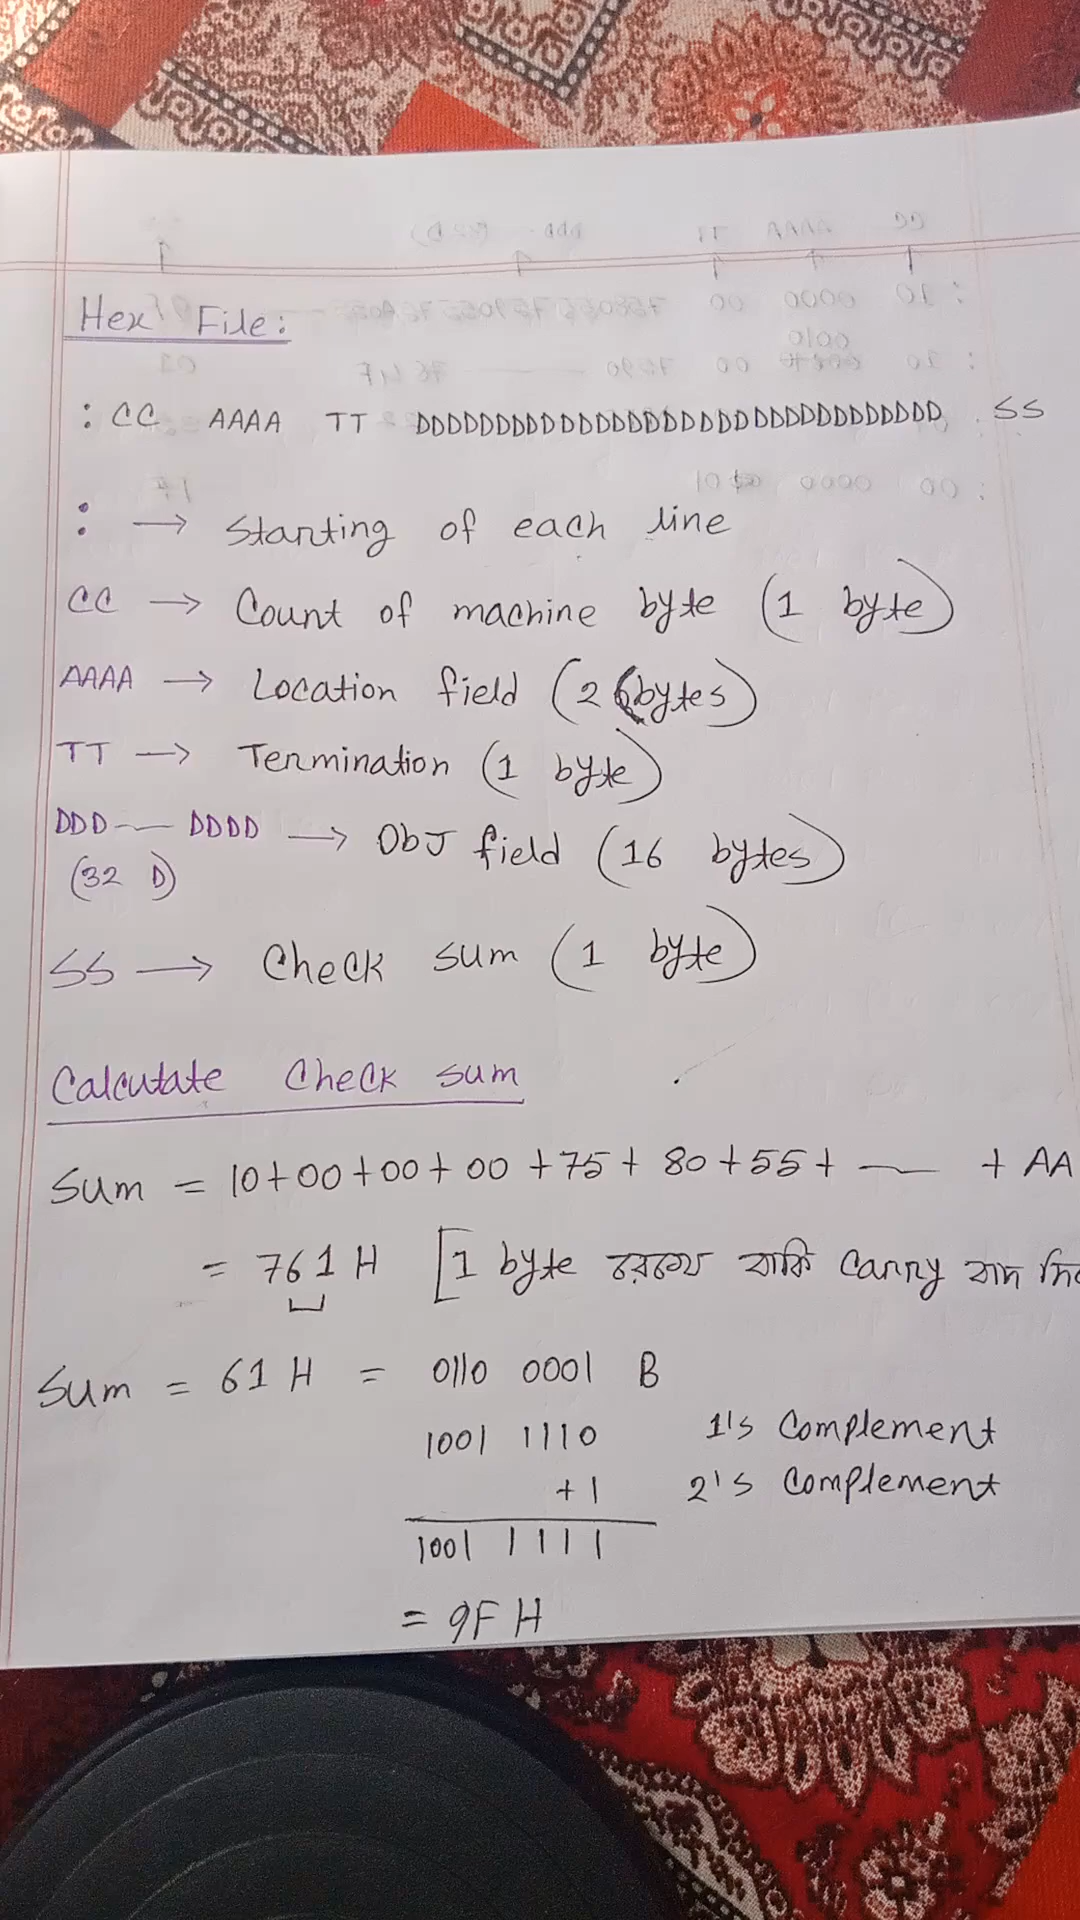 Hex File:
: CC AAAA TT DDDDDDDDDDDDDDDDDDDDDDDDDDDDDDDD SS
: → Starting of each line
CC → Count of machine byte (1 byte)
AAAA → Location field (2 bytes)
TT → Termination (1 byte)
DDD — DDDD → Obj field (16 bytes)
(32 D)
SS → Check sum (1 byte)
Calcutate Check sum
Sum = 10+00+00+00+75+80+55+ — + AA
= 761 H [1 byte রেখে বাকি carry বাদ
Sum = 61 H = 0110 0001 B
1001 1110 1's Complement
+1 2's Complement
1001 1111
= 9F H